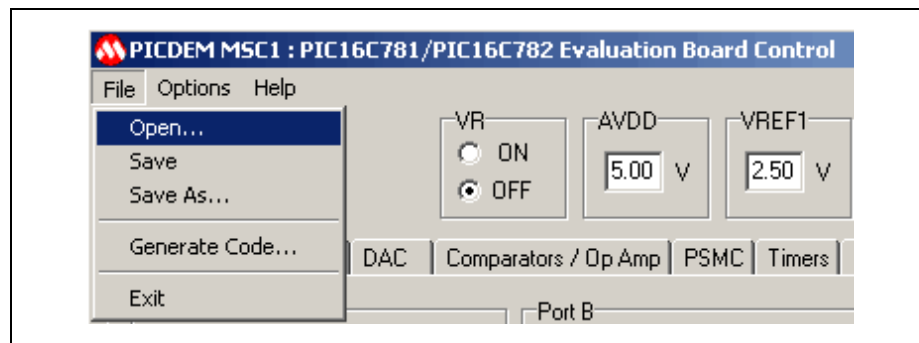 PICDEM MSC1 : PIC16C781/PIC16C782 Evaluation Board Control
File Options Help
Open...
Save
Save As...
Generate Code...
Exit
VR
ON
OFF
AVDD
5.00 V
VREF1
2.50 V
DAC Comparators / Op Amp PSMC Timers
Port B